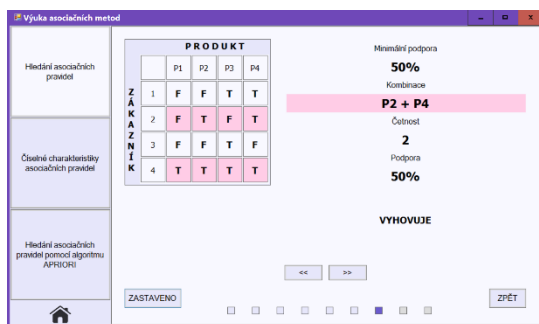 Výuka asociačních metod
Hledání asociačních
pravidel
Číselné charakteristiky
asociačních pravidel
Hledání asociačních
pravidel pomocí algoritmu
APRIORI
PRODUKT
P1 P2 P3 P4
ZÁKAZNÍK
1 F F T T
2 F T F T
3 F F T F
4 T T T T
Minimální podpora
50%
Kombinace
P2 + P4
Četnost
2
Podpora
50%
VYHOVUJE
<< >>
ZASTAVENO
ZPĚT